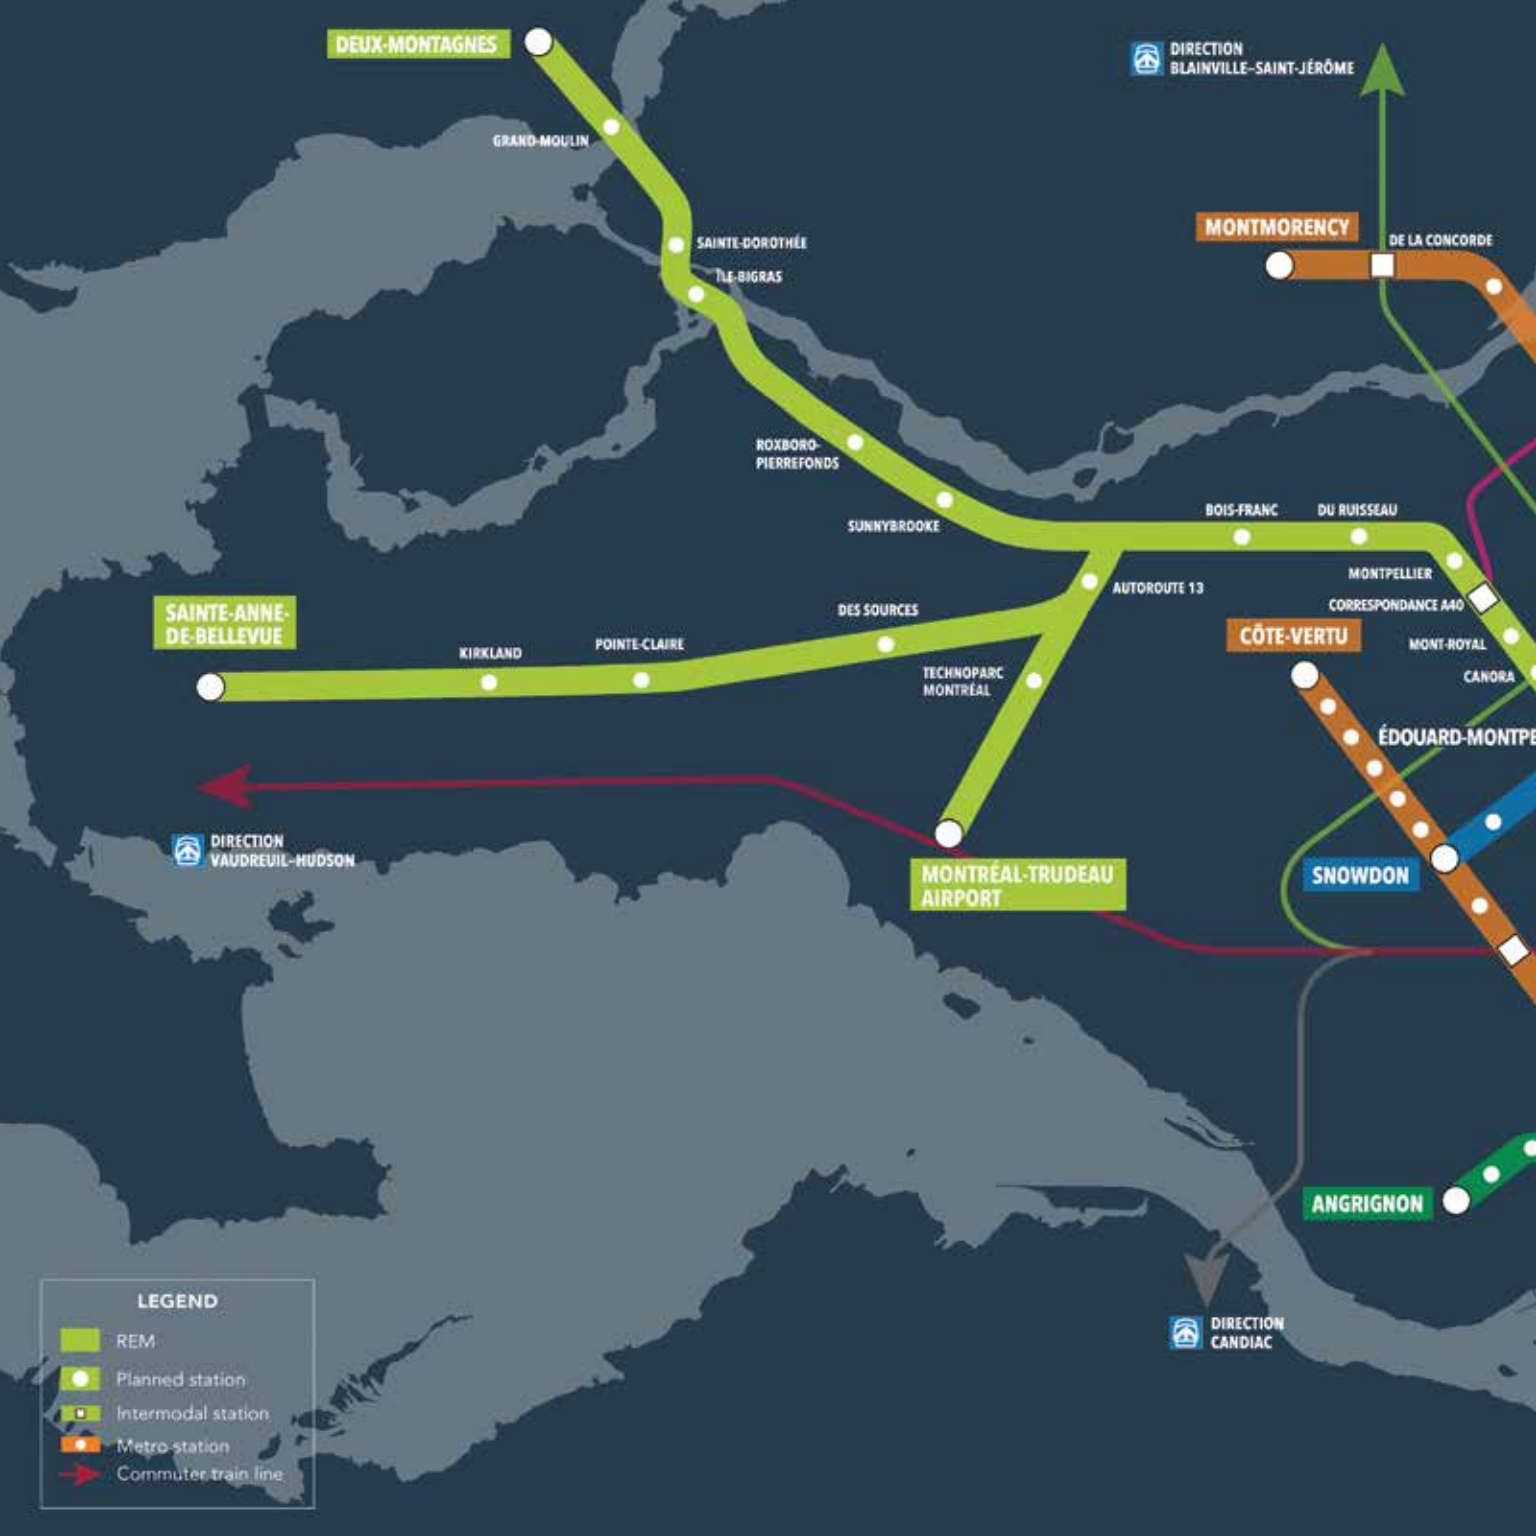 DEUX-MONTAGNES
DIRECTION
BLAINVILLE–SAINT-JÉRÔME
GRAND-MOULIN
MONTMORENCY
DE LA CONCORDE
SAINTE-DOROTHÉE
ÎLE-BIGRAS
ROXBORO-
PIERREFONDS
SUNNYBROOKE
BOIS-FRANC
DU RUISSEAU
MONTPELLIER
AUTOROUTE 13
CORRESPONDANCE A40
SAINTE-ANNE-
DE-BELLEVUE
DES SOURCES
CÔTE-VERTU
MONT-ROYAL
KIRKLAND
POINTE-CLAIRE
TECHNOPARC
MONTRÉAL
CANORA
ÉDOUARD-MONTPE
DIRECTION
VAUDREUIL–HUDSON
MONTRÉAL-TRUDEAU
AIRPORT
SNOWDON
ANGRIGNON
DIRECTION
CANDIAC
LEGEND
REM
Planned station
Intermodal station
Metro station
Commuter train line